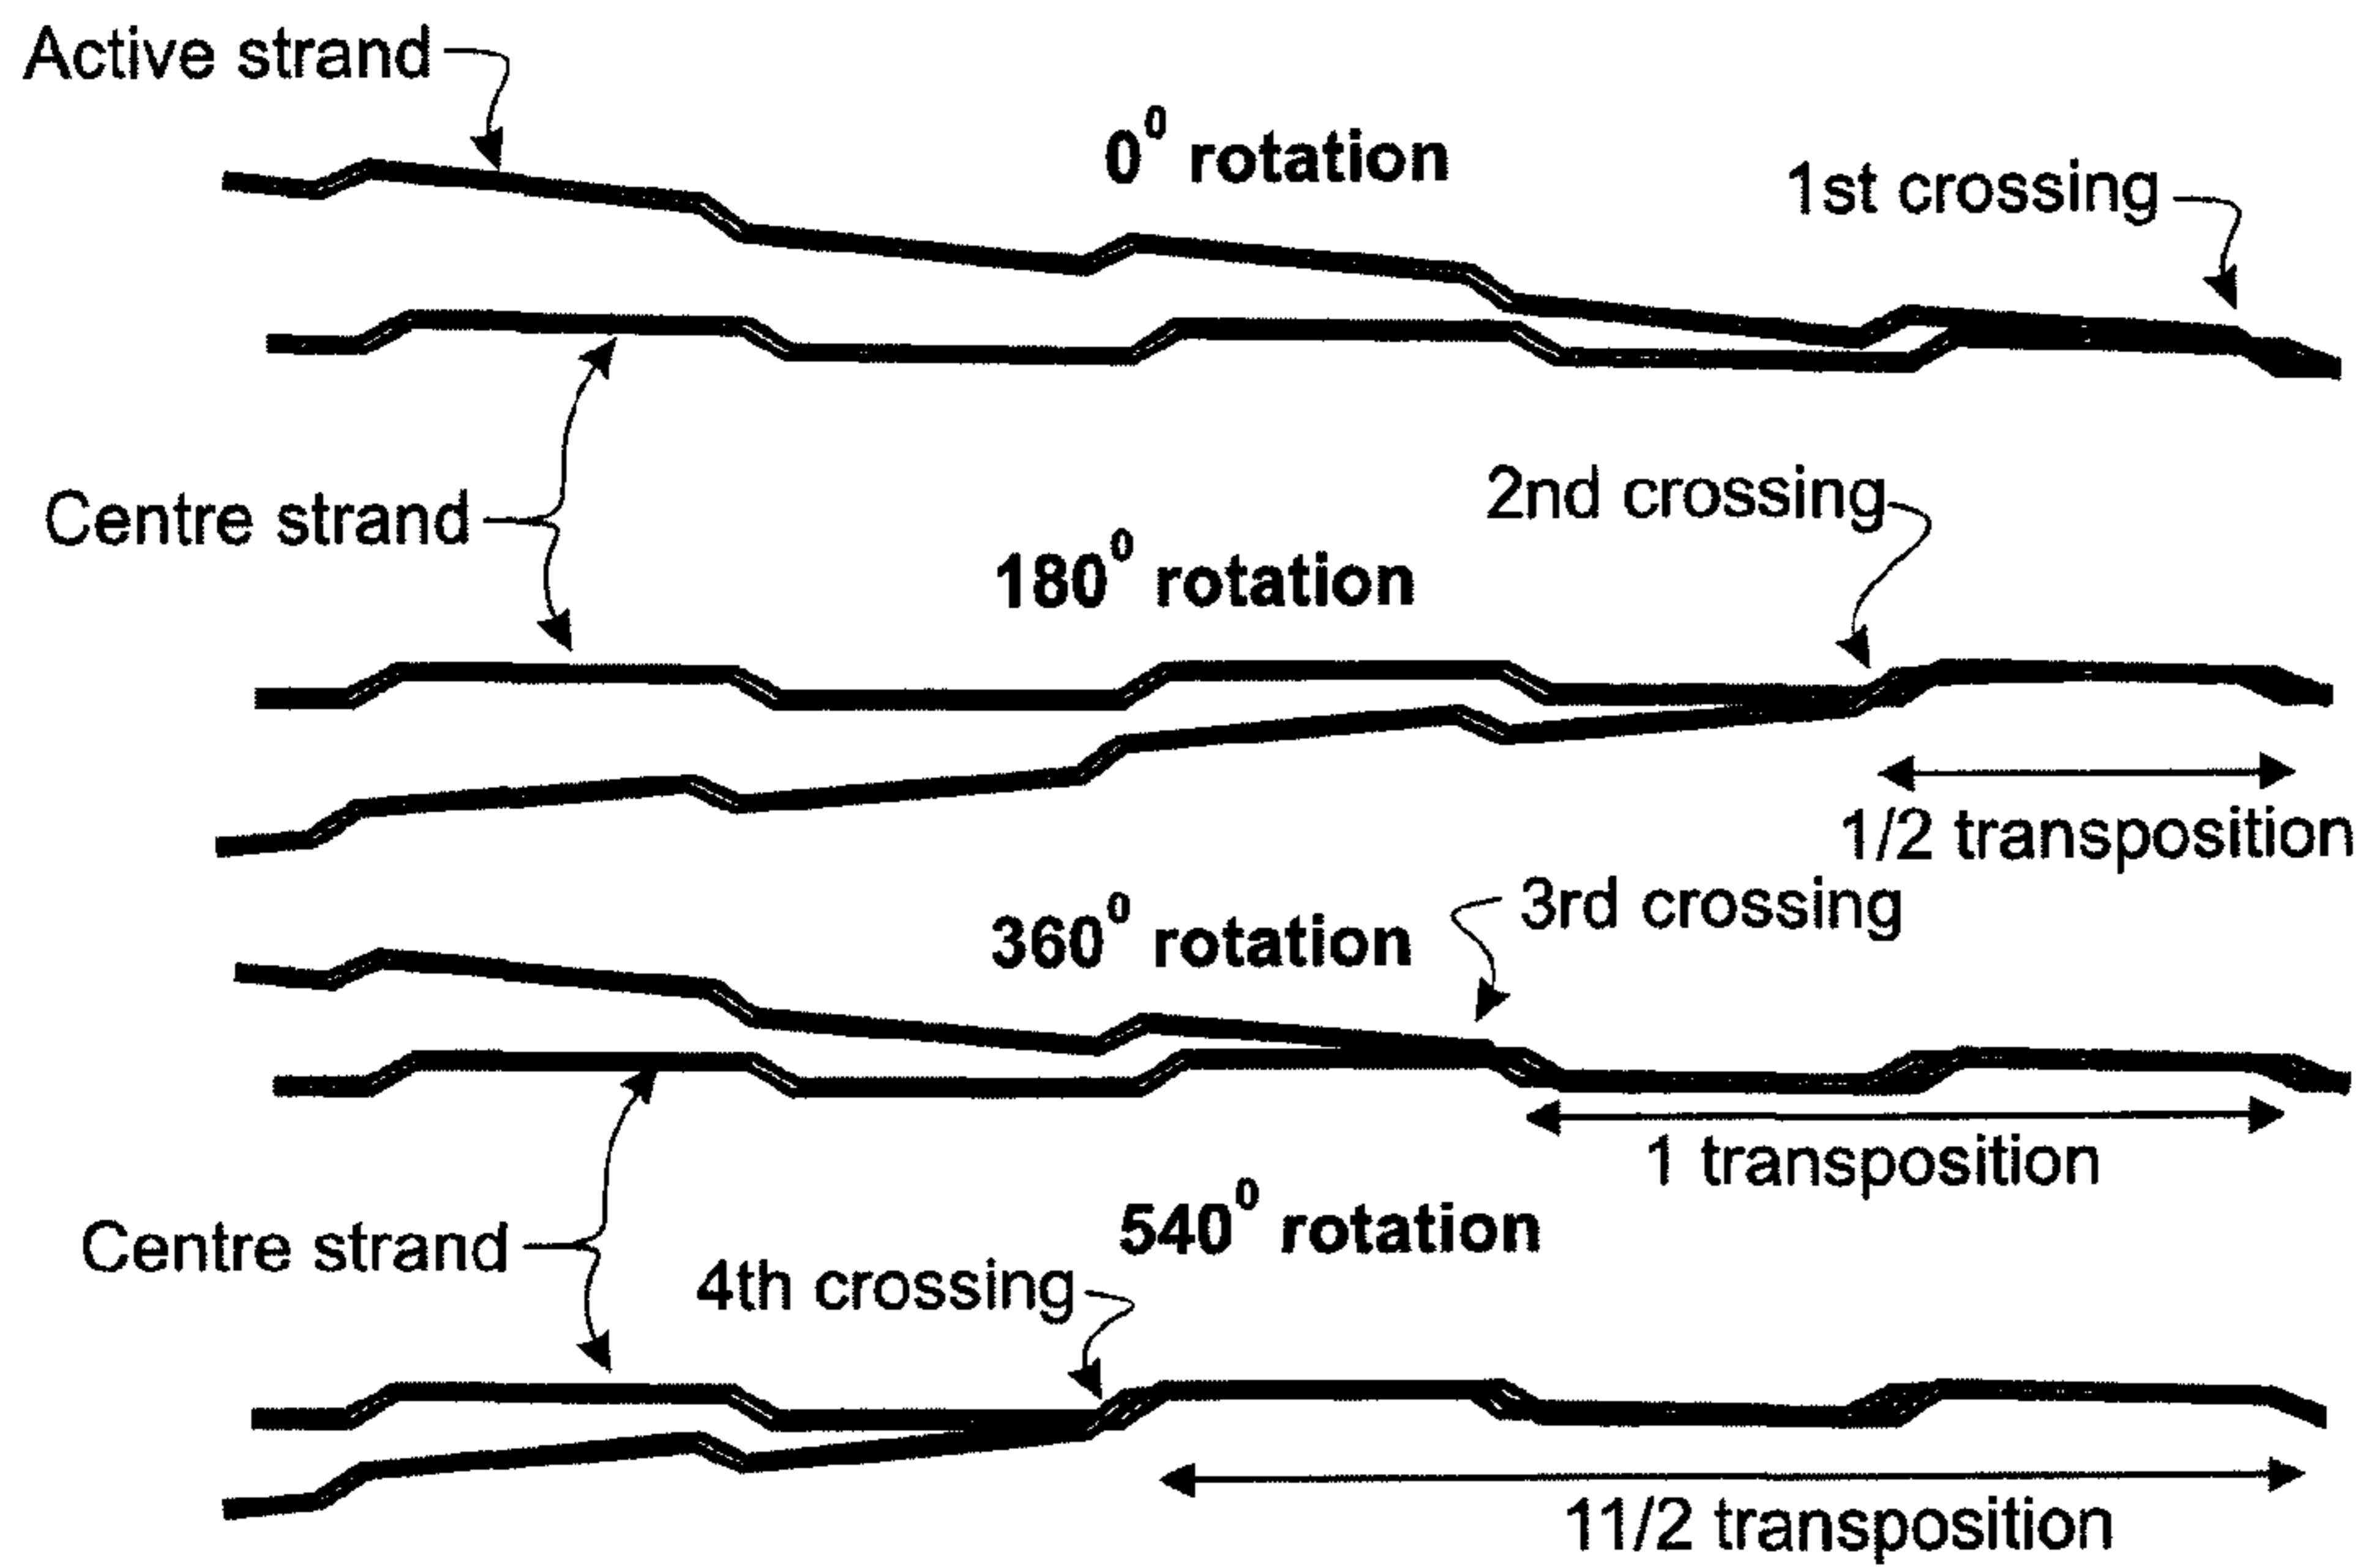 Active strand
0⁰ rotation
1st crossing
Centre strand
2nd crossing
180⁰ rotation
1/2 transposition
3rd crossing
360⁰ rotation
1 transposition
Centre strand
540⁰ rotation
4th crossing
11/2 transposition